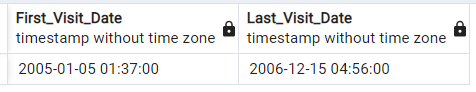 First_Visit_Date
timestamp without time zone
Last_Visit_Date
timestamp without time zone
2005-01-05 01:37:00
2006-12-15 04:56:00